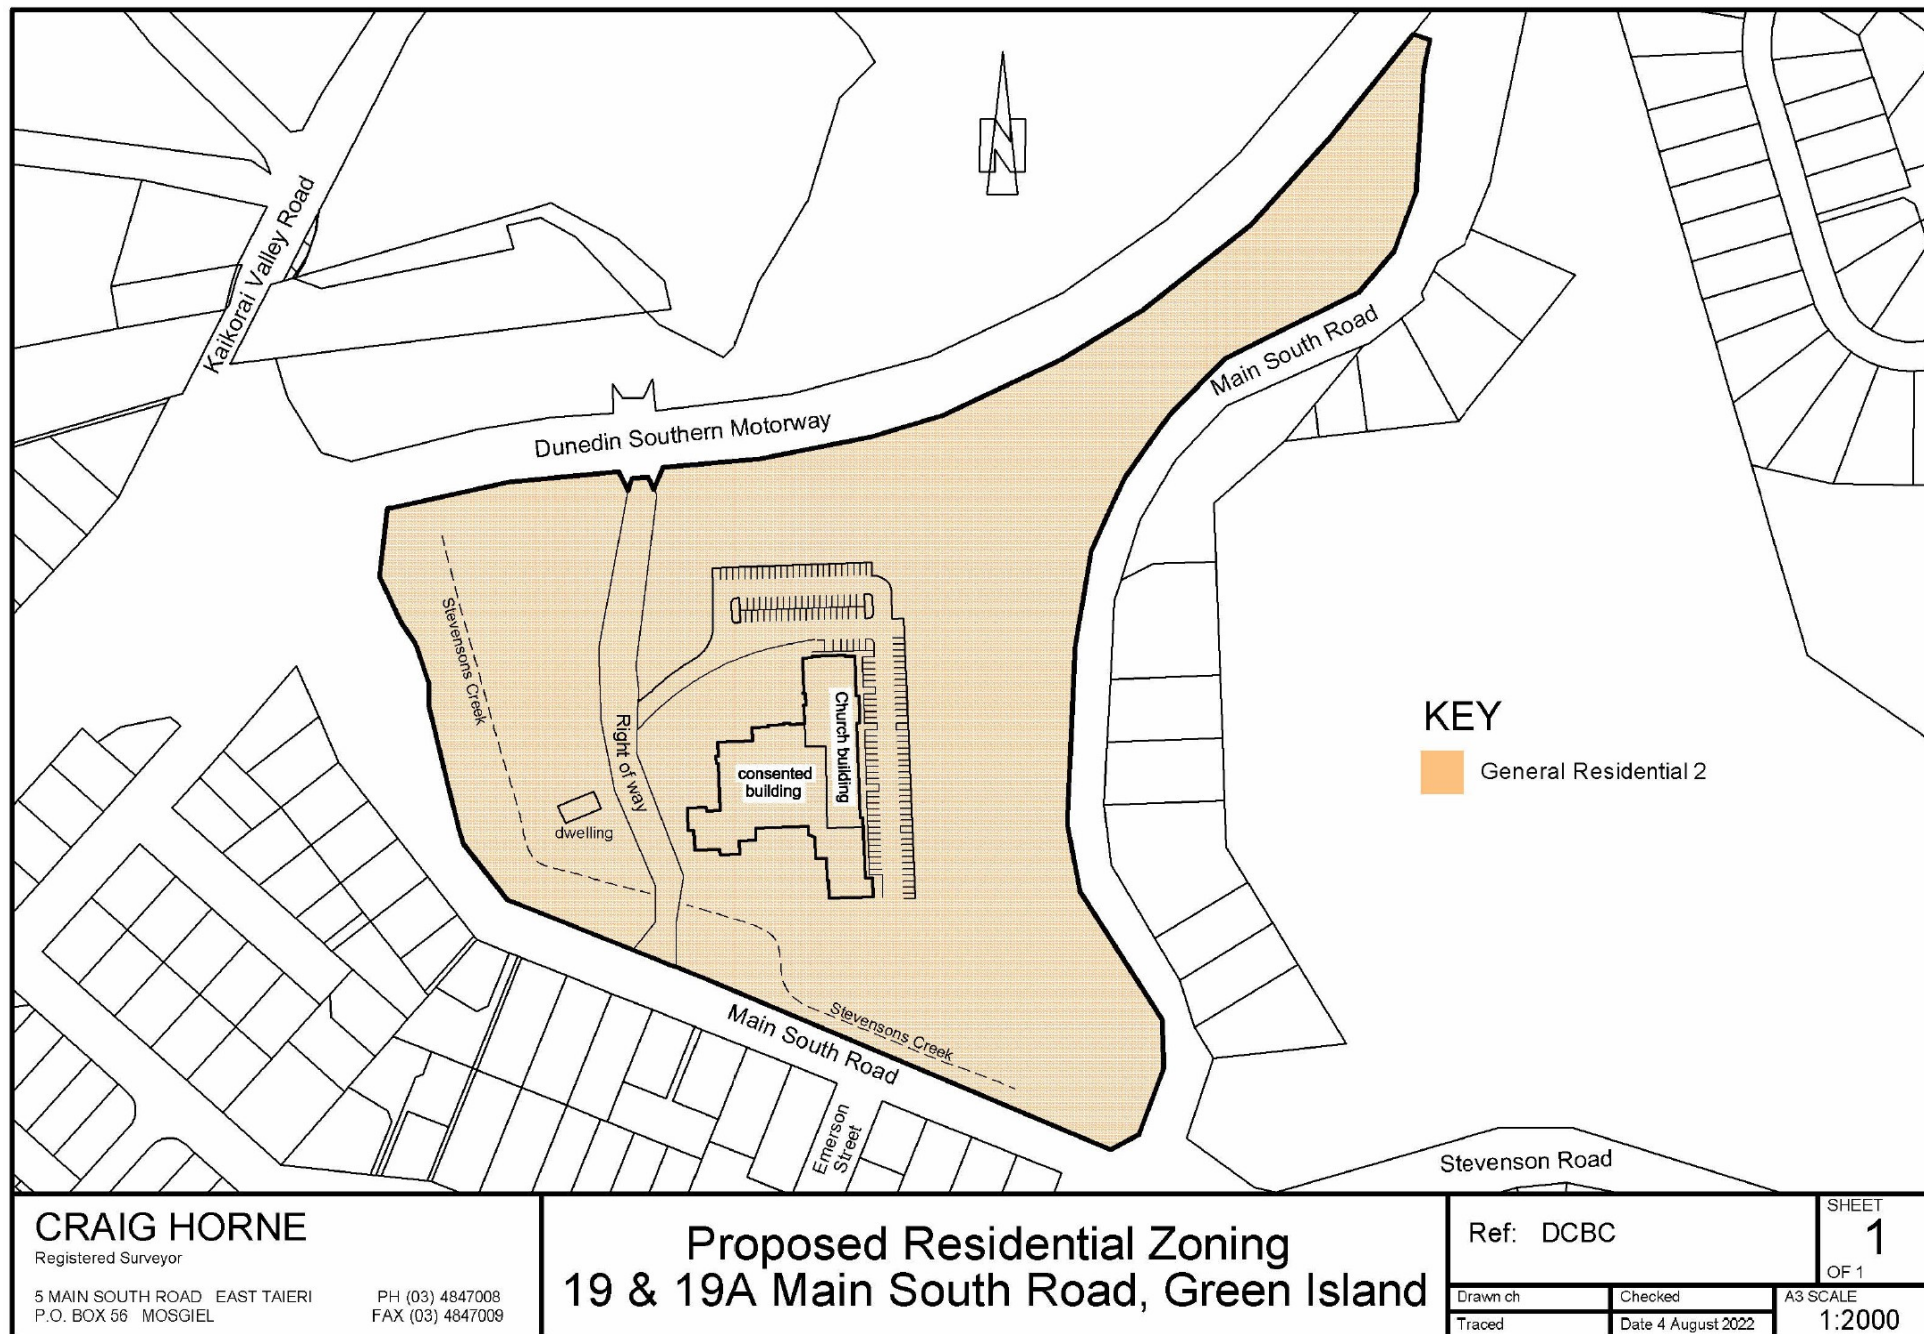 Kaikorai Valley Road
N
Main South Road
Dunedin Southern Motorway
Stevensons Creek
Right of way
Church building
consented
building
dwelling
KEY
General Residential 2
Stevensons Creek
Main South Road
Emerson
Street
Stevenson Road
CRAIG HORNE
Registered Surveyor
5 MAIN SOUTH ROAD EAST TAIERI
P.O. BOX 56 MOSGIEL
PH (03) 4847008
FAX (03) 4847009
Proposed Residential Zoning
19 & 19A Main South Road, Green Island
Ref: DCBC
SHEET
1
OF 1
Drawn ch
Checked
A3 SCALE
1:2000
Traced
Date 4 August 2022